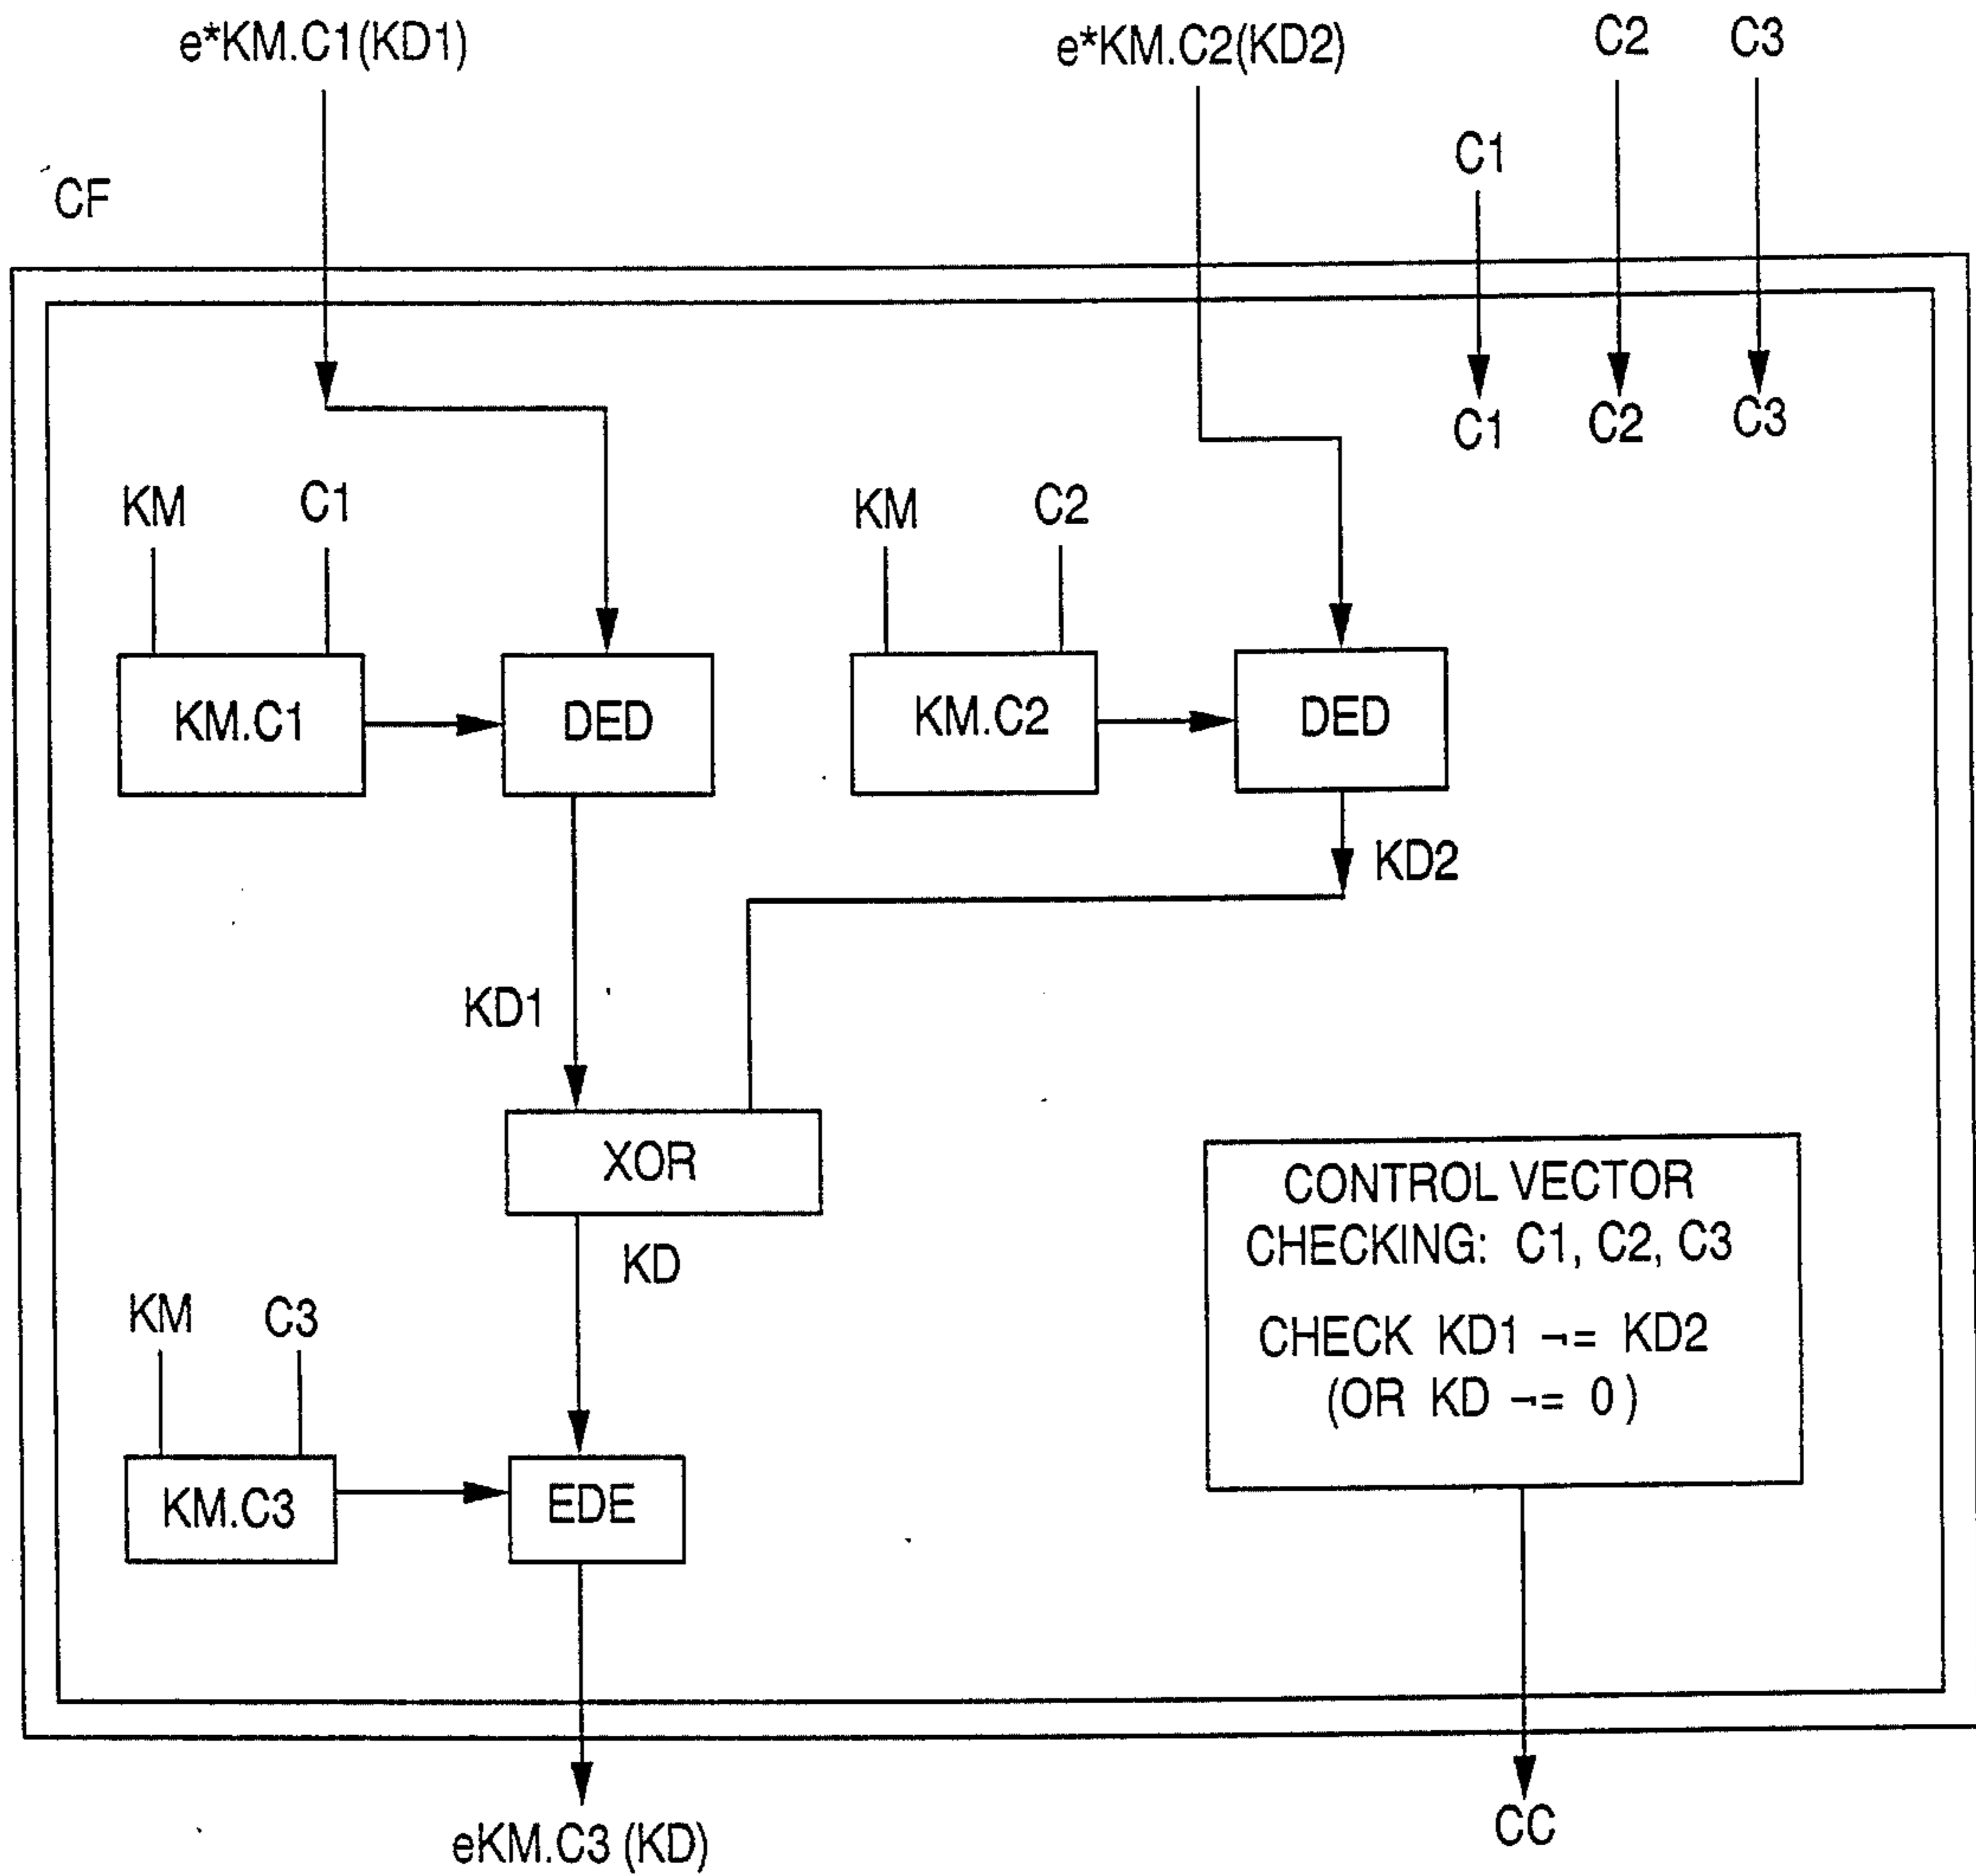 e*KM.C1(KD1)
e*KM.C2(KD2)
C2
C3
C1
CF
C1
C2
C3
KM
C1
KM
C2
KM.C1
DED
KM.C2
DED
KD2
KD1
XOR
CONTROL VECTOR
CHECKING: C1, C2, C3
CHECK KD1 ¬= KD2
(OR KD ¬= 0)
KD
KM
C3
KM.C3
EDE
eKM.C3 (KD)
CC